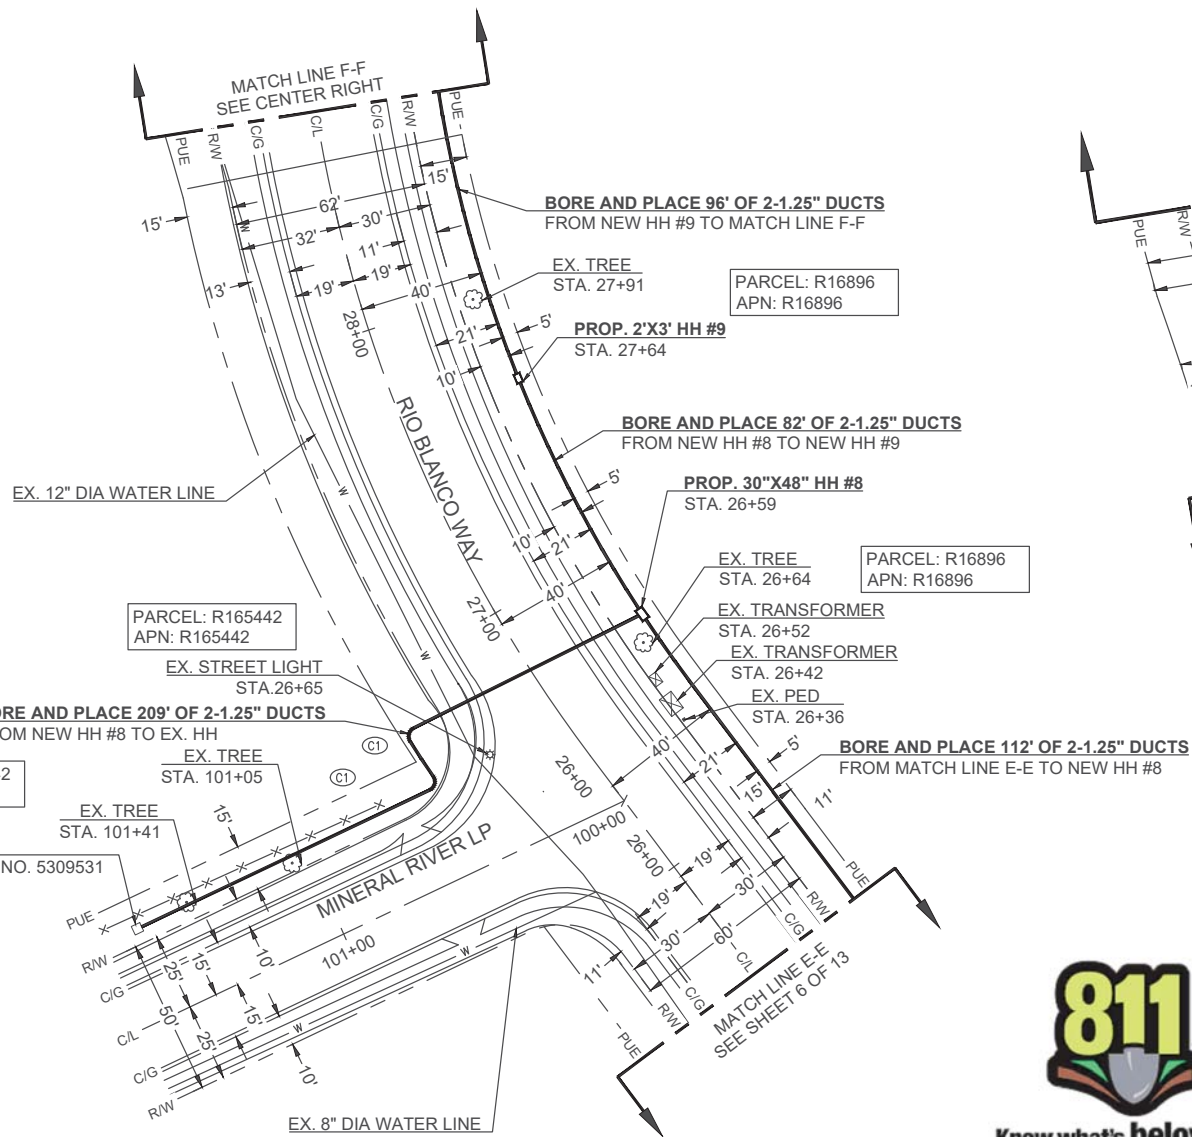 MATCH LINE F-F
SEE CENTER RIGHT
PUE
R/W
C/G
C/L
C/G
R/W
PUE
15'
15'
62'
30'
32'
11'
19'
19'
13'
40'
28+00
21'
10'
5'
BORE AND PLACE 96' OF 2-1.25" DUCTS
FROM NEW HH #9 TO MATCH LINE F-F
EX. TREE
STA. 27+91
PARCEL: R16896
APN: R16896
PROP. 2'X3' HH #9
STA. 27+64
PUE
R/W
RIO BLANCO WAY
BORE AND PLACE 82' OF 2-1.25" DUCTS
FROM NEW HH #8 TO NEW HH #9
EX. 12" DIA WATER LINE
W
W
W
5'
10'
21'
40'
27+00
PROP. 30"X48" HH #8
STA. 26+59
EX. TREE
STA. 26+64
PARCEL: R16896
APN: R16896
EX. TRANSFORMER
STA. 26+52
EX. TRANSFORMER
STA. 26+42
EX. PED
STA. 26+36
PARCEL: R165442
APN: R165442
EX. STREET LIGHT
STA.26+65
ORE AND PLACE 209' OF 2-1.25" DUCTS
OM NEW HH #8 TO EX. HH
C1
C1
EX. TREE
STA. 101+05
2
EX. TREE
STA. 101+41
NO. 5309531
15'
40'
21'
5'
15'
11'
BORE AND PLACE 112' OF 2-1.25" DUCTS
FROM MATCH LINE E-E TO NEW HH #8
26+00
100+00
26+00
MINERAL RIVER LP
101+00
PUE
R/W
C/G
C/L
C/G
R/W
50'
25'
25'
15'
15'
10'
10'
W
W
EX. 8" DIA WATER LINE
19'
19'
30'
30'
60'
11'
PUE
R/W
C/G
C/L
C/G
R/W
PUE
MATCH LINE E-E
SEE SHEET 6 OF 13
811
Know what's below